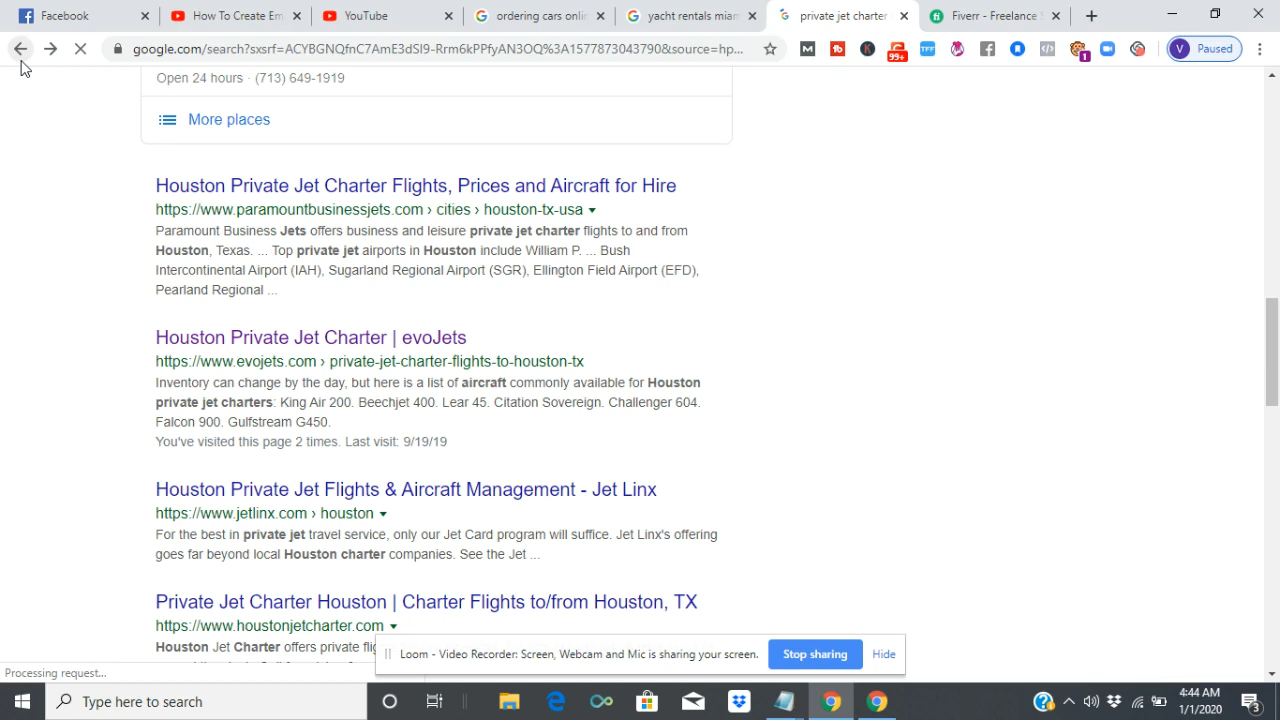 Facebook
How To Create Em
YouTube
ordering cars onli
yacht rentals miam
private jet charter
Fiverr - Freelance S
google.com/search?sxsrf=ACYBGNQfnC7AmE3dSI9-Rrm6kPPfyAN3OQ%3A1577873043790&source=hp...
99+
TFF
1
V Paused
Open 24 hours · (713) 649-1919
More places
Houston Private Jet Charter Flights, Prices and Aircraft for Hire
https://www.paramountbusinessjets.com › cities › houston-tx-usa
Paramount Business Jets offers business and leisure private jet charter flights to and from
Houston, Texas. ... Top private jet airports in Houston include William P. ... Bush
Intercontinental Airport (IAH), Sugarland Regional Airport (SGR), Ellington Field Airport (EFD),
Pearland Regional ...
Houston Private Jet Charter | evoJets
https://www.evojets.com › private-jet-charter-flights-to-houston-tx
Inventory can change by the day, but here is a list of aircraft commonly available for Houston
private jet charters: King Air 200. Beechjet 400. Lear 45. Citation Sovereign. Challenger 604.
Falcon 900. Gulfstream G450.
You've visited this page 2 times. Last visit: 9/19/19
Houston Private Jet Flights & Aircraft Management - Jet Linx
https://www.jetlinx.com › houston
For the best in private jet travel service, only our Jet Card program will suffice. Jet Linx's offering
goes far beyond local Houston charter companies. See the Jet ...
Private Jet Charter Houston | Charter Flights to/from Houston, TX
https://www.houstonjetcharter.com
Houston Jet Charter offers private flig
Loom - Video Recorder: Screen, Webcam and Mic is sharing your screen.
Stop sharing
Hide
Processing request...
Type here to search
4:44 AM
1/1/2020
3